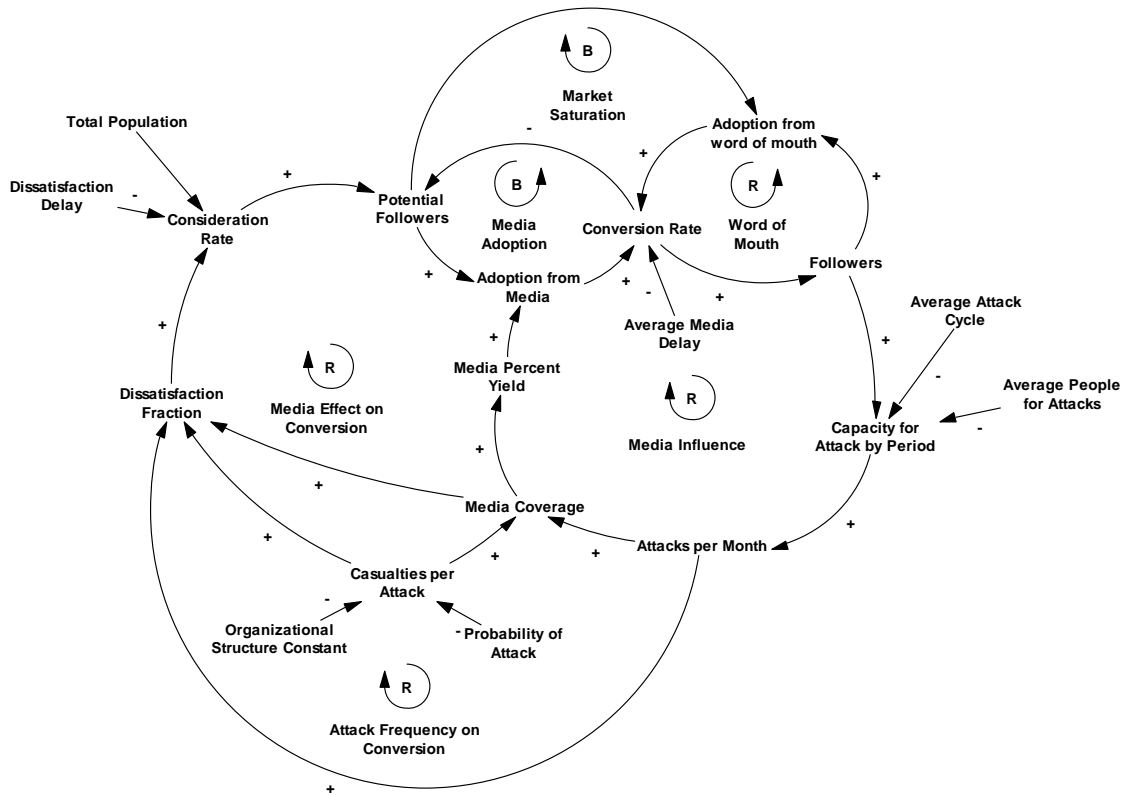 B
Market
Saturation
Adoption from
word of mouth
Total Population
-
+
Dissatisfaction
Delay
-
Consideration
Rate
+
Potential
Followers
B
Media
Adoption
Conversion Rate
R
Word of
Mouth
+
Followers
+
Adoption from
Media
+
-
+
Average Media
Delay
Average Attack
Cycle
+
-
Average People
for Attacks
-
+
+
Media Percent
Yield
R
Media Effect on
Conversion
Dissatisfaction
Fraction
R
Media Influence
Capacity for
Attack by Period
+
+
Media Coverage
+
Attacks per Month
+
+
+
Casualties per
Attack
-
Organizational
Structure Constant
-
Probability of
Attack
R
Attack Frequency on
Conversion
+